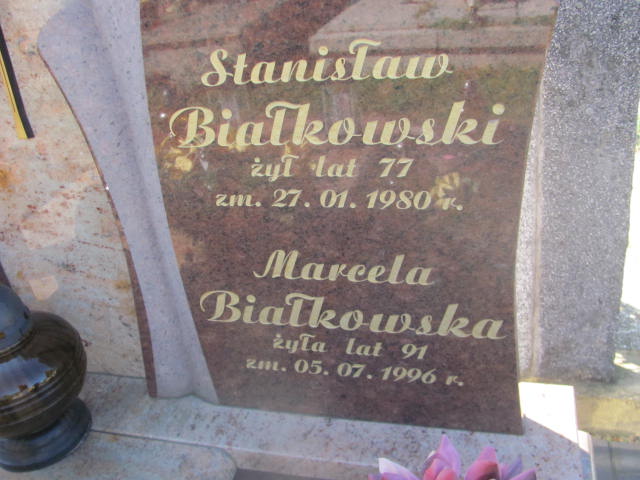 Stanisław
Białkowski
żył lat 77
zm. 27.01.1980 r.
Marcela
Białkowska
żyła lat 91
zm. 05.07.1996 r.